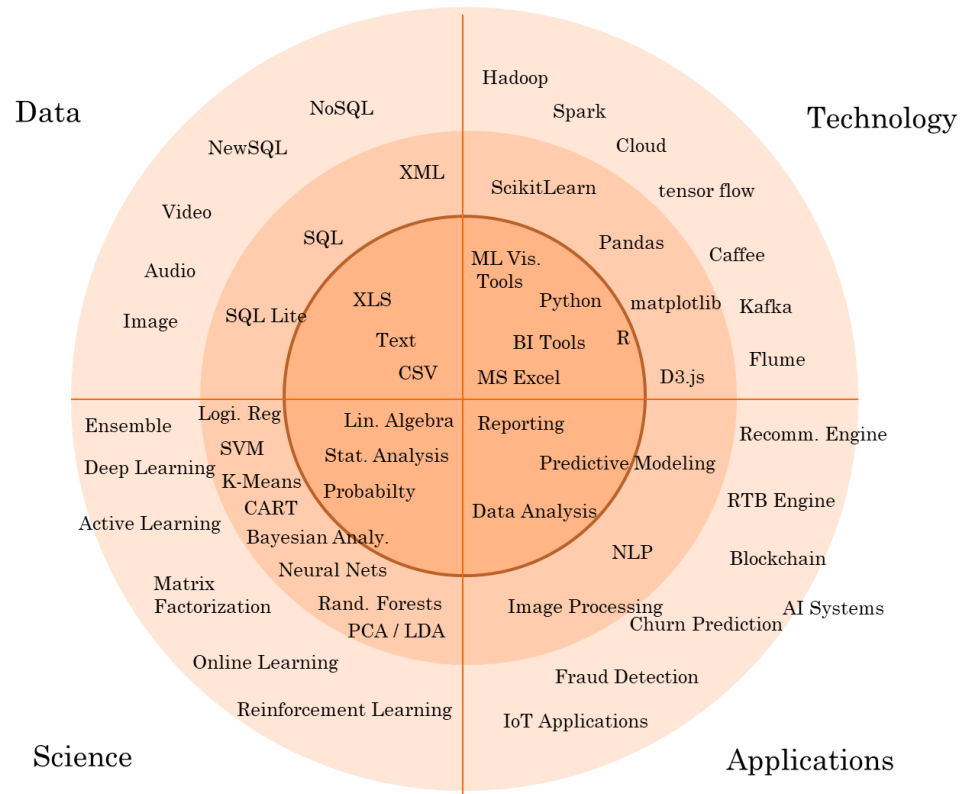 Data
NoSQL
NewSQL
XML
Video
SQL
Audio
XLS
Image
SQL Lite
Text
CSV
Technology
Hadoop
Spark
Cloud
ScikitLearn
tensor flow
Pandas
Caffee
ML Vis.
Tools
Python
matplotlib
Kafka
R
BI Tools
Flume
MS Excel
D3.js
Science
Ensemble
Logi. Reg
Lin. Algebra
SVM
Stat. Analysis
Deep Learning
K-Means
Probabilty
CART
Active Learning
Bayesian Analy.
Neural Nets
Matrix
Factorization
Rand. Forests
PCA / LDA
Online Learning
Reinforcement Learning
Applications
Reporting
Recomm. Engine
Predictive Modeling
RTB Engine
Data Analysis
NLP
Blockchain
Image Processing
AI Systems
Churn Prediction
Fraud Detection
IoT Applications